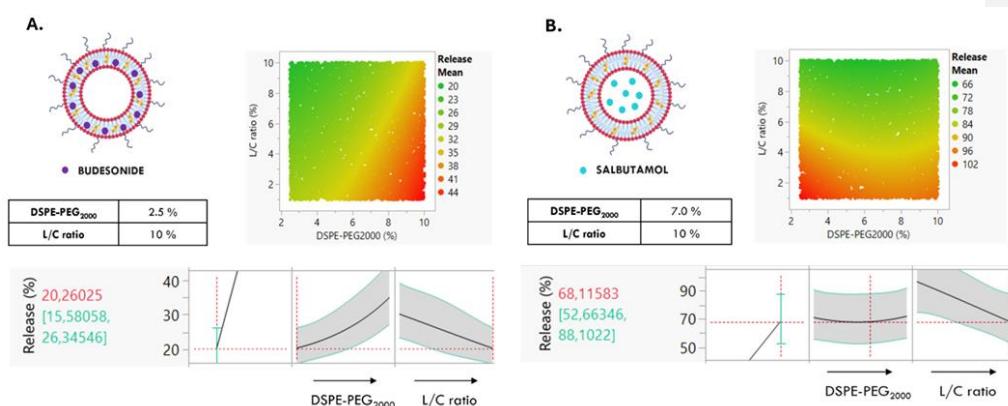 A.
BUDESONIDE
DSPE-PEG2000 2.5 %
L/C ratio 10 %
L/C ratio (%)
10
8
6
4
2
2 4 6 8 10
DSPE-PEG2000 (%)
Release
Mean
20
23
26
29
32
35
38
41
44
Release (%)
20,26025
[15,58058,
26,34546]
40
30
20
DSPE-PEG2000
L/C ratio
B.
SALBUTAMOL
DSPE-PEG2000 7.0 %
L/C ratio 10 %
L/C ratio (%)
10
8
6
4
2
2 4 6 8 10
DSPE-PEG2000 (%)
Release
Mean
66
72
78
84
90
96
102
Release (%)
68,11583
[52,66346,
88,1022]
90
70
50
DSPE-PEG2000
L/C ratio